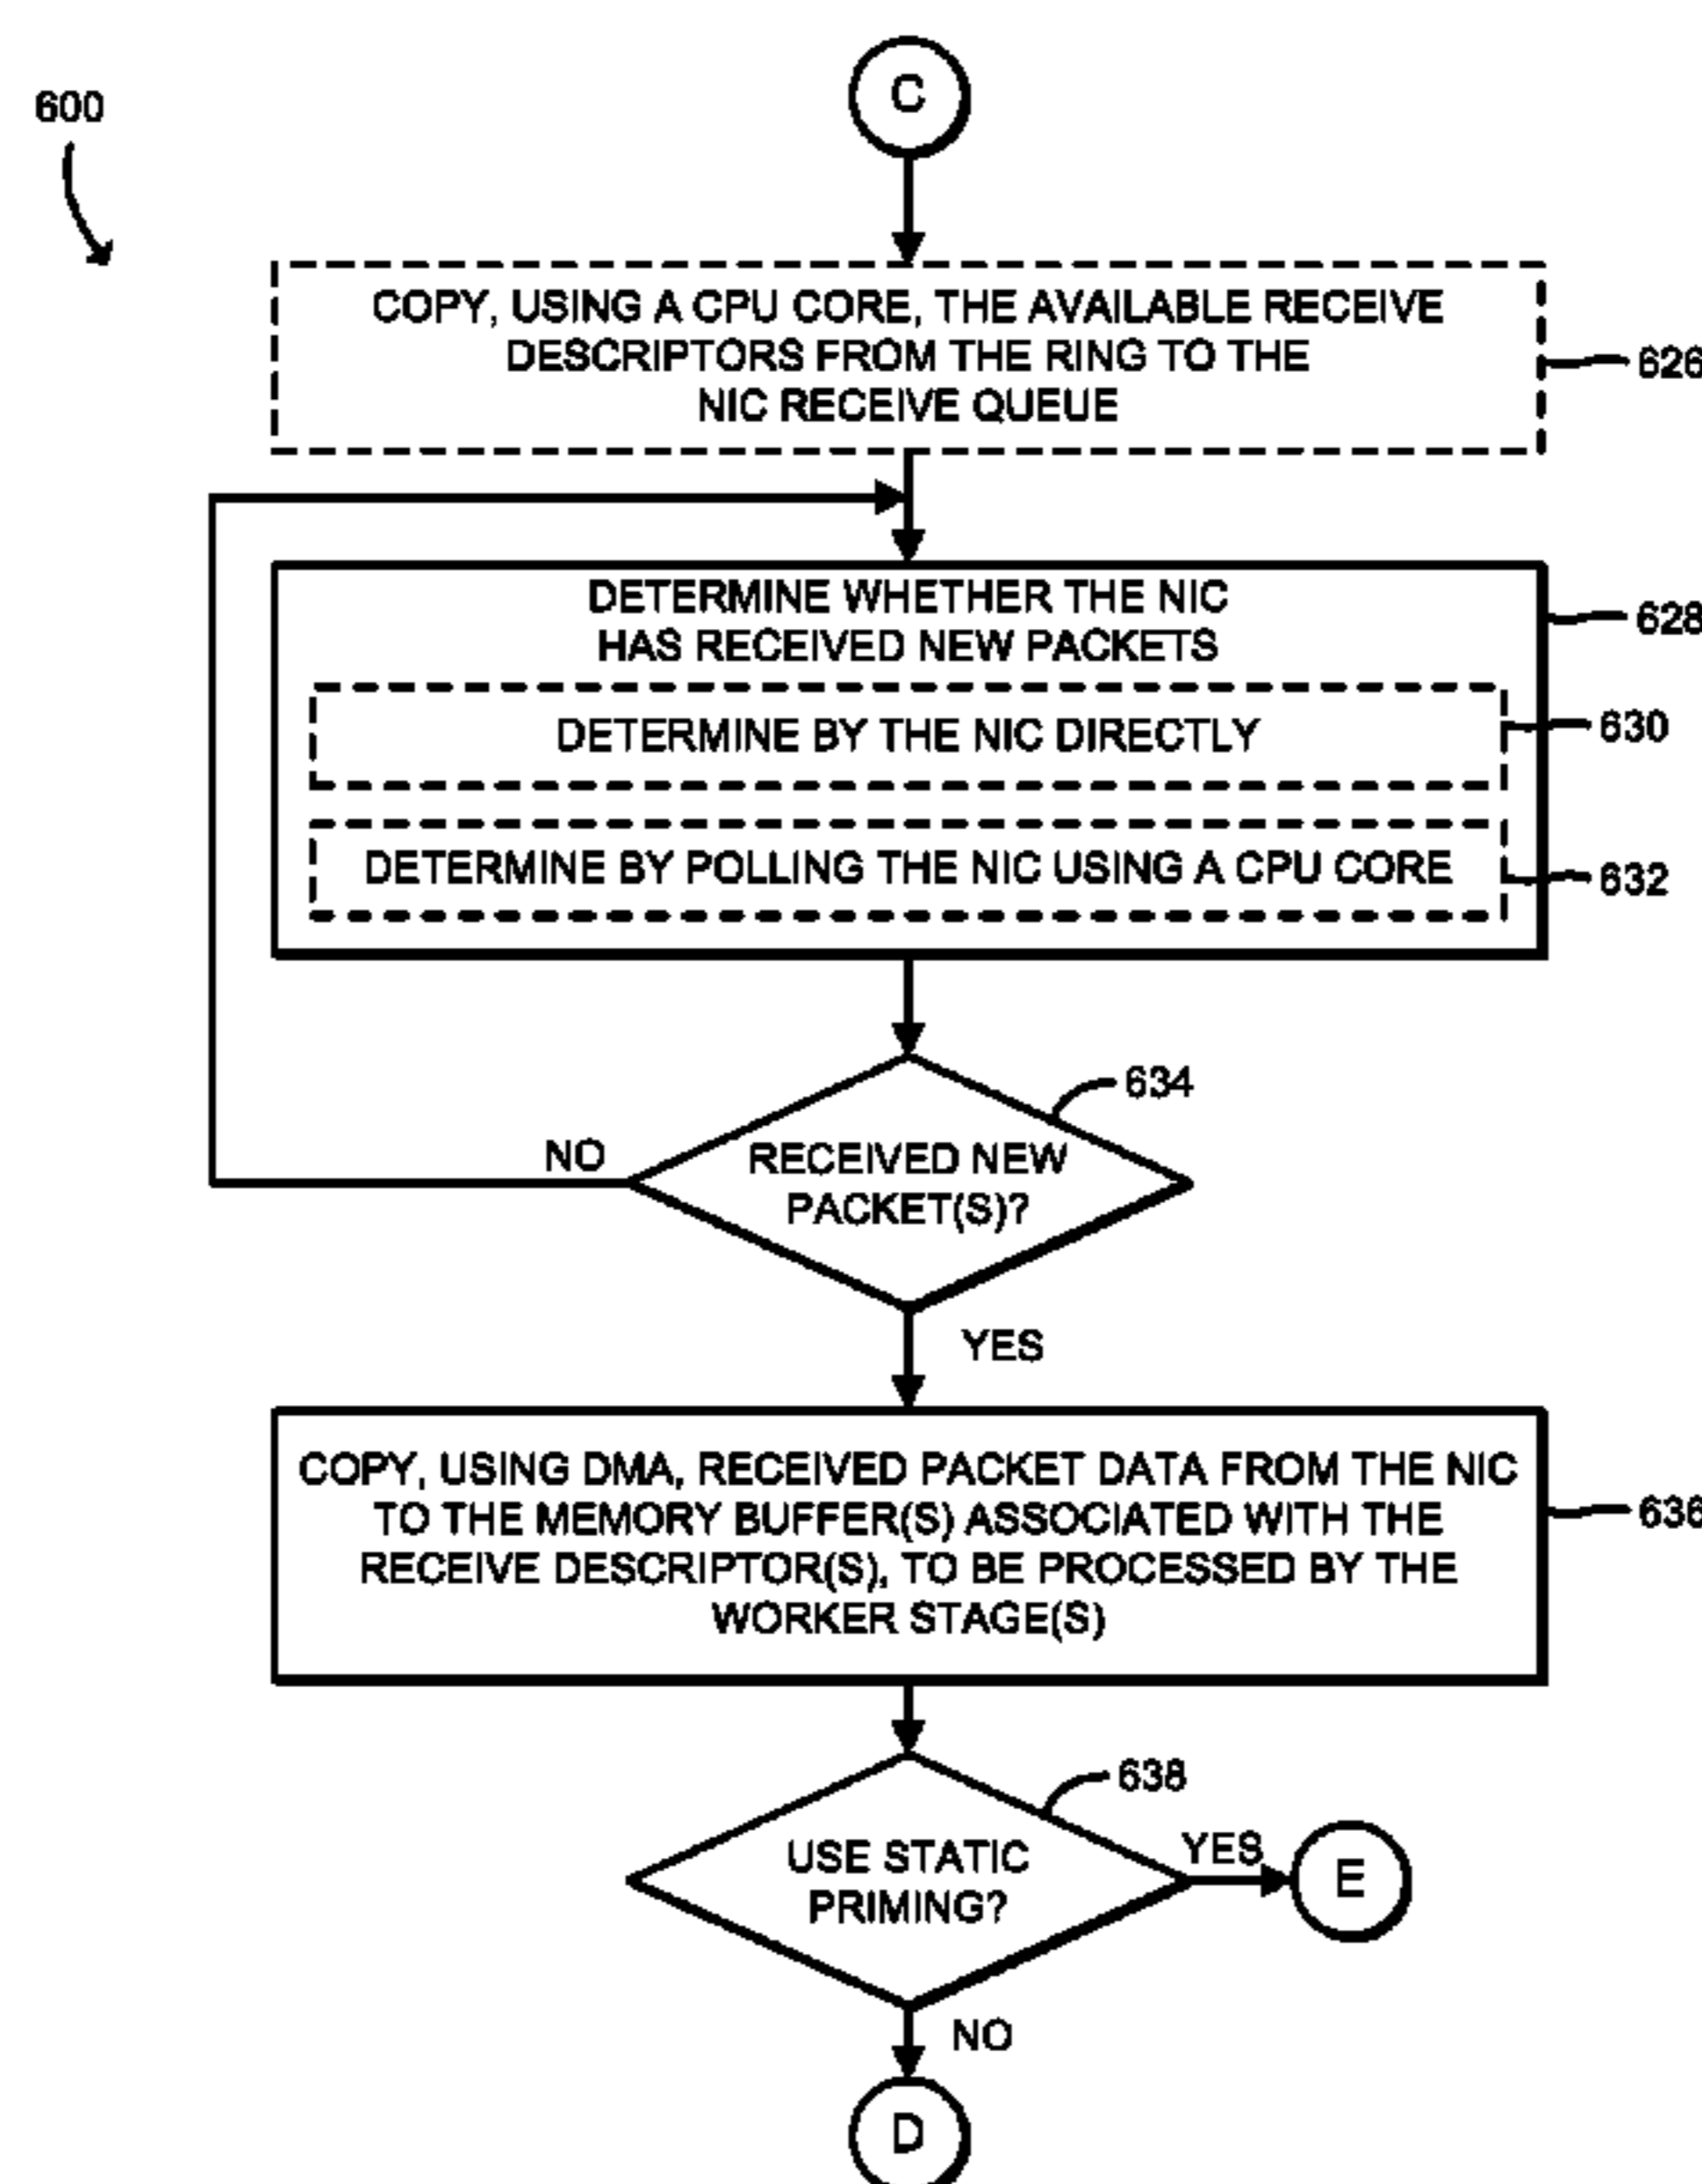 C
600
COPY, USING A CPU CORE, THE AVAILABLE RECEIVE
DESCRIPTORS FROM THE RING TO THE
NIC RECEIVE QUEUE
626
DETERMINE WHETHER THE NIC
HAS RECEIVED NEW PACKETS
628
DETERMINE BY THE NIC DIRECTLY
630
DETERMINE BY POLLING THE NIC USING A CPU CORE
632
634
NO
RECEIVED NEW
PACKET(S)?
YES
COPY, USING DMA, RECEIVED PACKET DATA FROM THE NIC
TO THE MEMORY BUFFER(S) ASSOCIATED WITH THE
RECEIVE DESCRIPTOR(S), TO BE PROCESSED BY THE
WORKER STAGE(S)
636
638
USE STATIC
PRIMING?
YES
E
NO
D